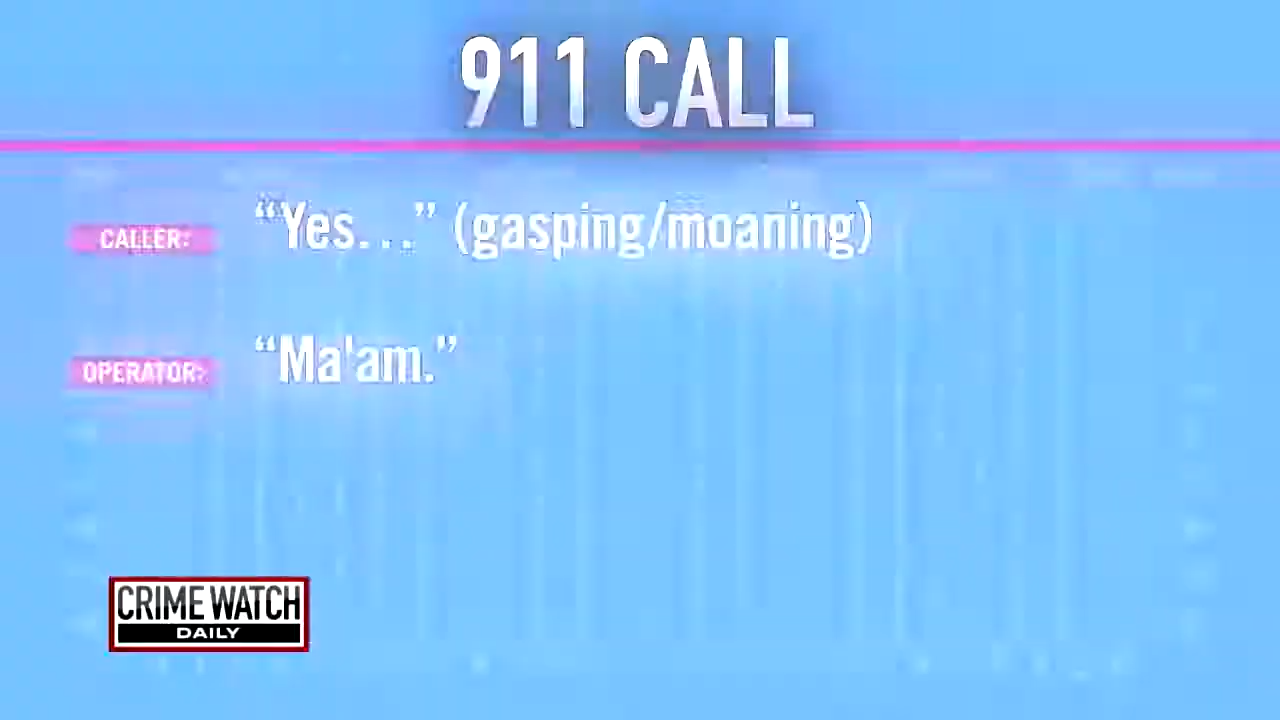 911 CALL
CALLER: “Yes...” (gasping/moaning)
OPERATOR: “Ma'am.”
CRIME WATCH
DAILY